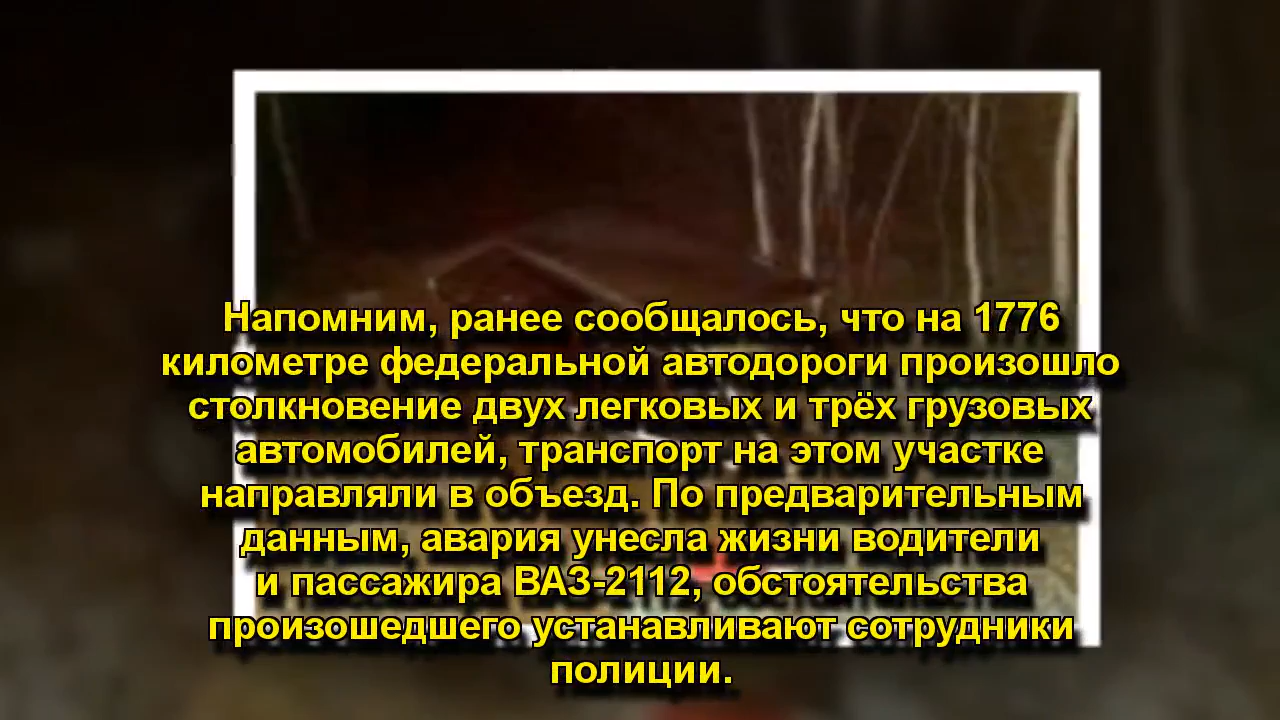 Напомним, ранее сообщалось, что на 1776
километре федеральной автодороги произошло
столкновение двух легковых и трёх грузовых
автомобилей, транспорт на этом участке
направляли в объезд. По предварительным
данным, авария унесла жизни водители
и пассажира ВАЗ-2112, обстоятельства
произошедшего устанавливают сотрудники
полиции.